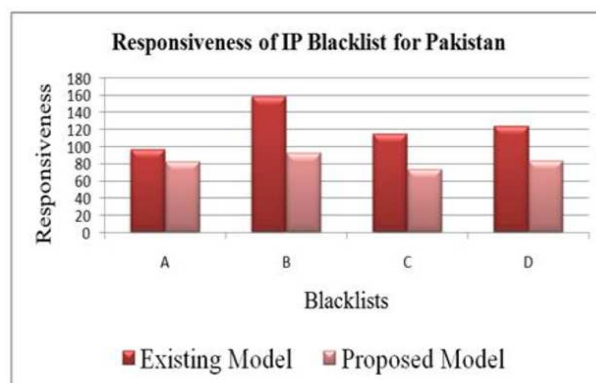 Responsiveness of IP Blacklist for Pakistan
Responsiveness
180
160
140
120
100
80
60
40
20
0
A B C D
Blacklists
Existing Model Proposed Model